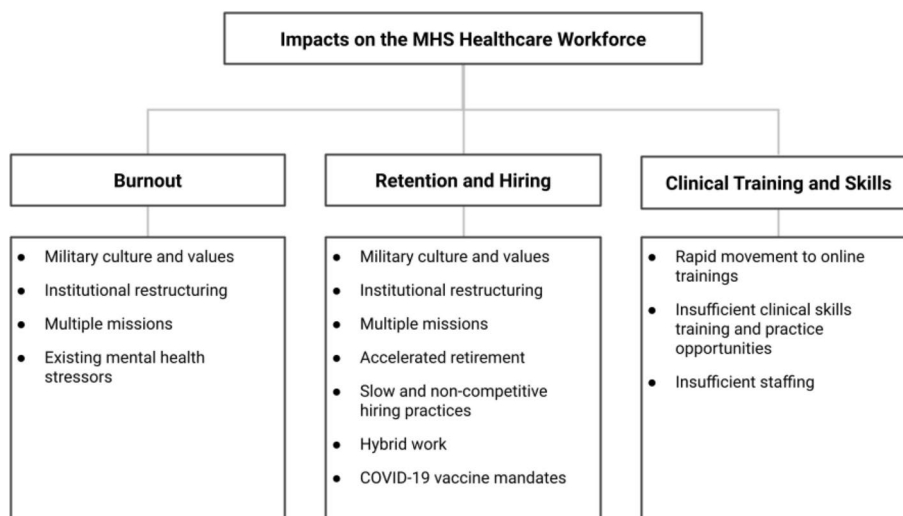 Impacts on the MHS Healthcare Workforce
Burnout
● Military culture and values
● Institutional restructuring
● Multiple missions
● Existing mental health
stressors
Retention and Hiring
● Military culture and values
● Institutional restructuring
● Multiple missions
● Accelerated retirement
● Slow and non-competitive
hiring practices
● Hybrid work
● COVID-19 vaccine mandates
Clinical Training and Skills
● Rapid movement to online
trainings
● Insufficient clinical skills
training and practice
opportunities
● Insufficient staffing